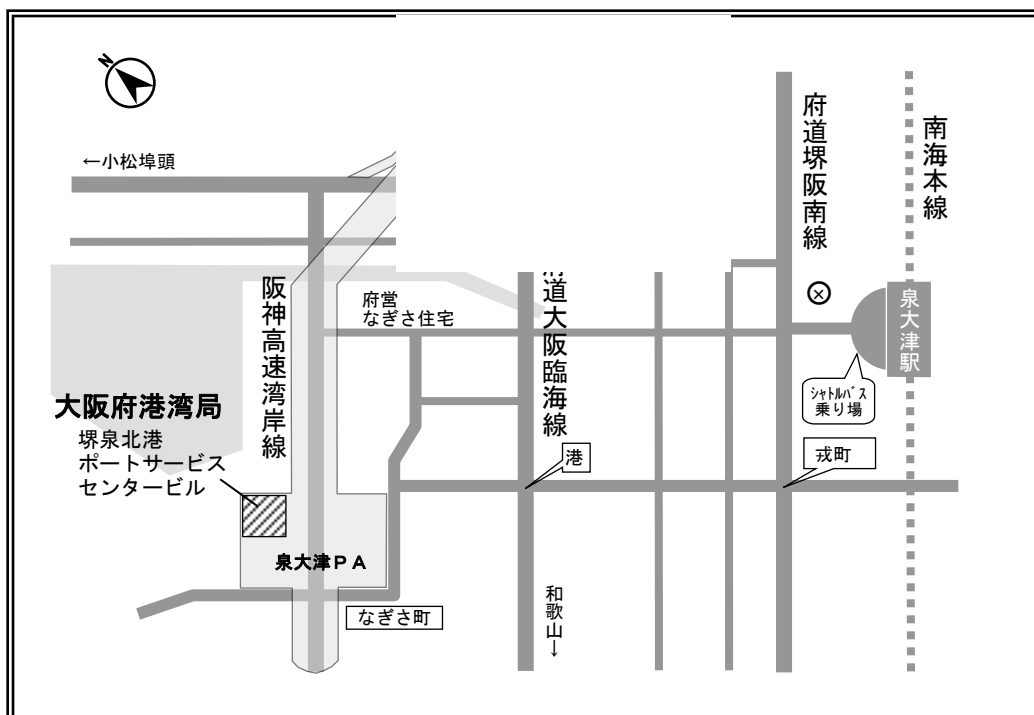 N
←小松埠頭
府道堺阪南線
南海本線
阪神高速湾岸線
府営
なぎさ住宅
府道大阪臨海線
泉大津駅
シャトルバス
乗り場
大阪府港湾局
堺泉北港
ポートサービス
センタービル
港
戎町
泉大津ＰＡ
なぎさ町
和歌山→